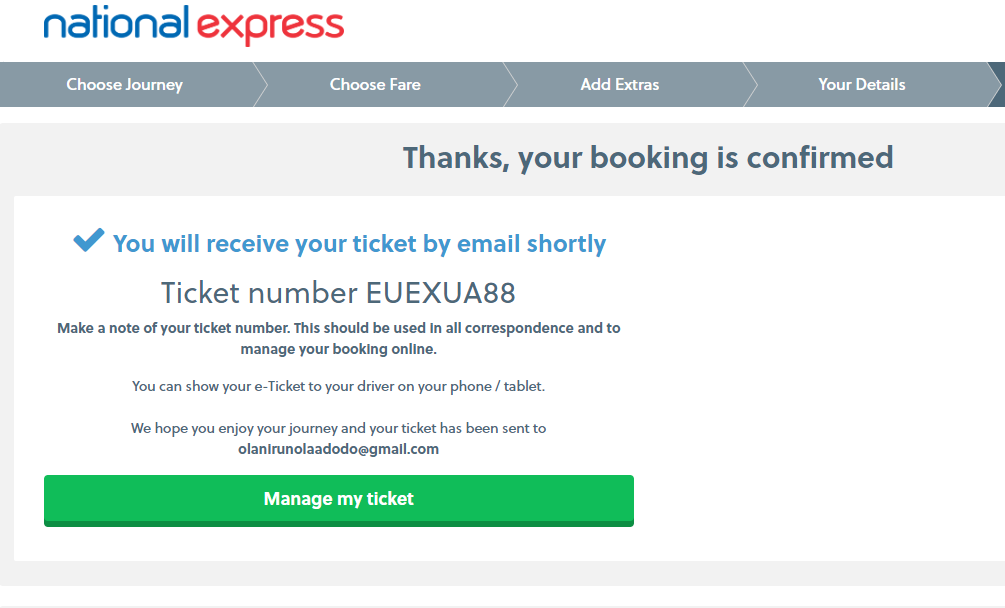 national express
Choose Journey
Choose Fare
Add Extras
Your Details
Thanks, your booking is confirmed
You will receive your ticket by email shortly
Ticket number EUEXUA88
Make a note of your ticket number. This should be used in all correspondence and to
manage your booking online.
You can show your e-Ticket to your driver on your phone / tablet.
We hope you enjoy your journey and your ticket has been sent to
olanirunolaadodo@gmail.com
Manage my ticket